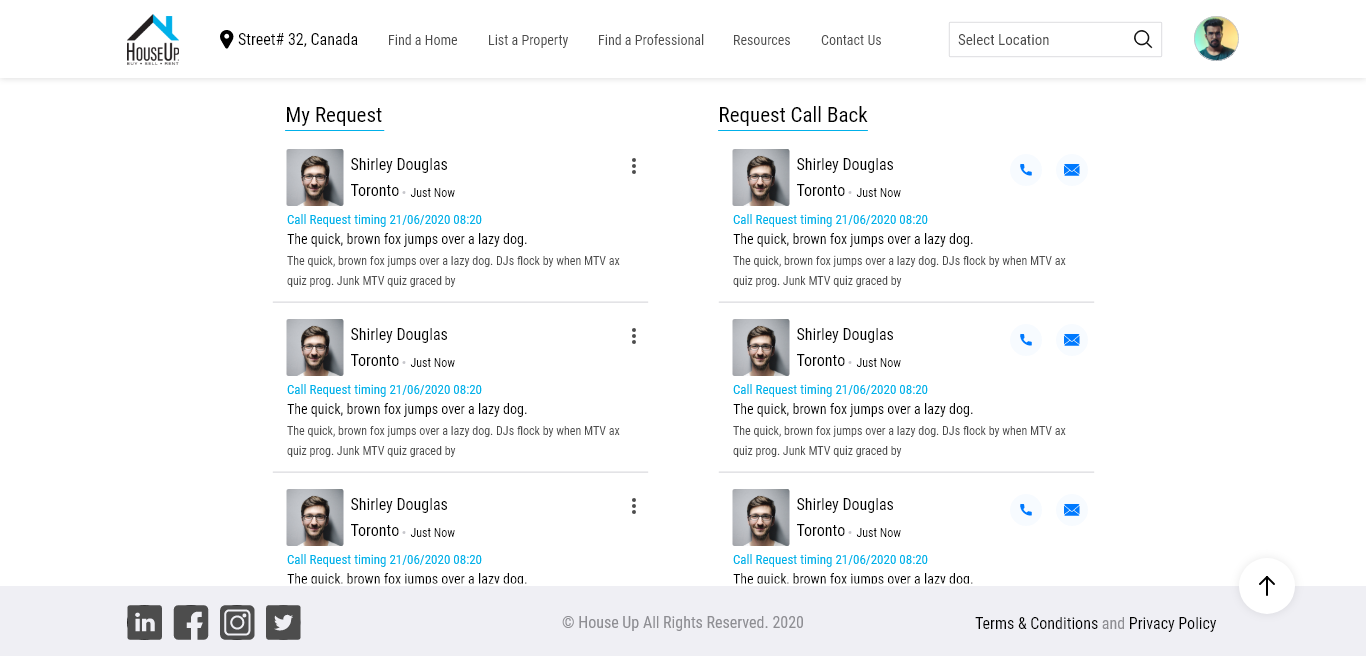 HOUSEUP
BUY • SELL • RENT
Street# 32, Canada
Find a Home
List a Property
Find a Professional
Resources
Contact Us
Select Location
My Request
Shirley Douglas
Toronto • Just Now
Call Request timing 21/06/2020 08:20
The quick, brown fox jumps over a lazy dog.
The quick, brown fox jumps over a lazy dog. DJs flock by when MTV ax
quiz prog. Junk MTV quiz graced by
Shirley Douglas
Toronto • Just Now
Call Request timing 21/06/2020 08:20
The quick, brown fox jumps over a lazy dog.
The quick, brown fox jumps over a lazy dog. DJs flock by when MTV ax
quiz prog. Junk MTV quiz graced by
Shirley Douglas
Toronto • Just Now
Call Request timing 21/06/2020 08:20
The quick, brown fox jumps over a lazy dog.
Request Call Back
Shirley Douglas
Toronto • Just Now
Call Request timing 21/06/2020 08:20
The quick, brown fox jumps over a lazy dog.
The quick, brown fox jumps over a lazy dog. DJs flock by when MTV ax
quiz prog. Junk MTV quiz graced by
Shirley Douglas
Toronto • Just Now
Call Request timing 21/06/2020 08:20
The quick, brown fox jumps over a lazy dog.
The quick, brown fox jumps over a lazy dog. DJs flock by when MTV ax
quiz prog. Junk MTV quiz graced by
Shirley Douglas
Toronto • Just Now
Call Request timing 21/06/2020 08:20
The quick, brown fox jumps over a lazy dog.
in
© House Up All Rights Reserved. 2020
Terms & Conditions and Privacy Policy